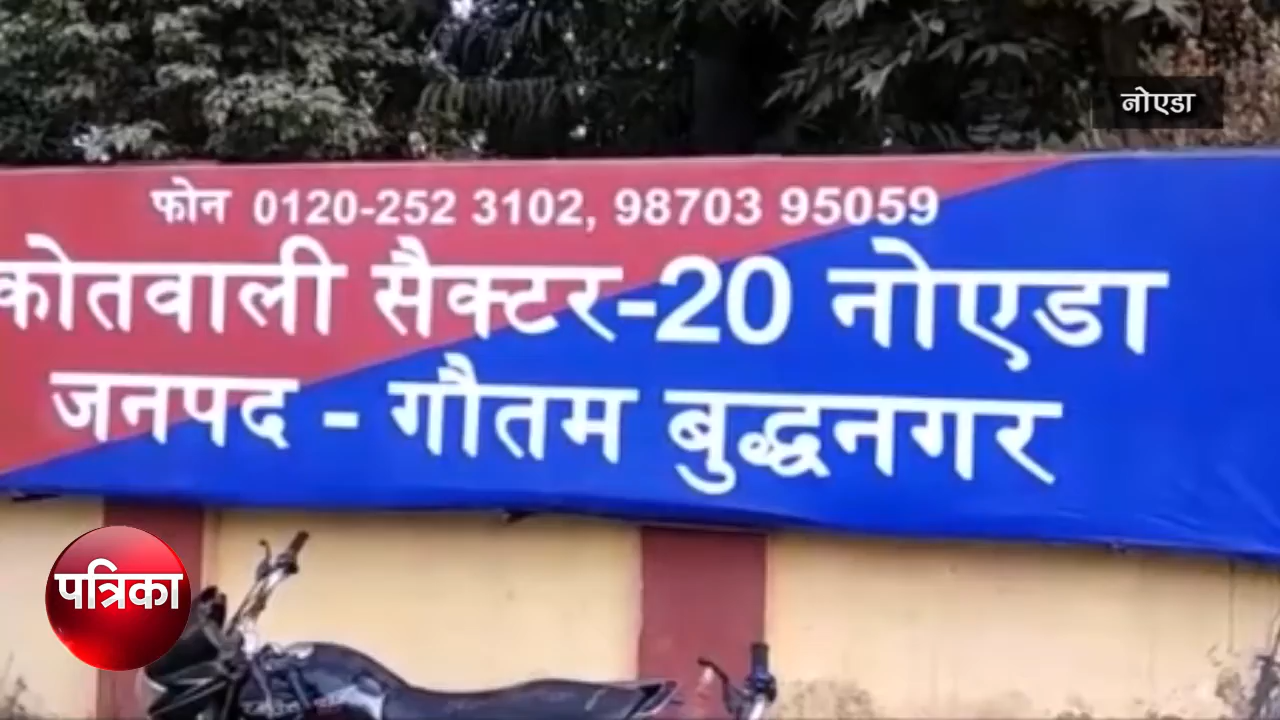 नोएडा
फोन 0120-252 3102, 98703 95059
कोतवाली सैक्टर-20 नोएडा
जनपद - गौतम बुद्धनगर
पत्रिका